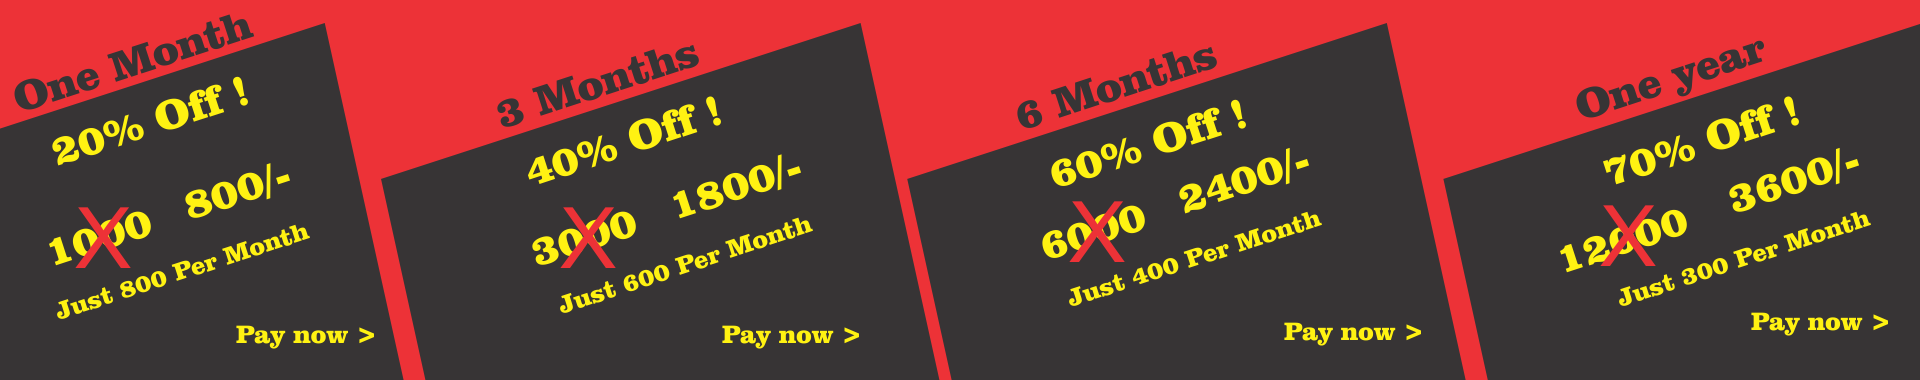 One Month
20% Off !
1000 800/-
Just 800 Per Month
Pay now >
3 Months
40% Off !
3000 1800/-
Just 600 Per Month
Pay now >
6 Months
60% Off !
6000 2400/-
Just 400 Per Month
Pay now >
One year
70% Off !
12000 3600/-
Just 300 Per Month
Pay now >